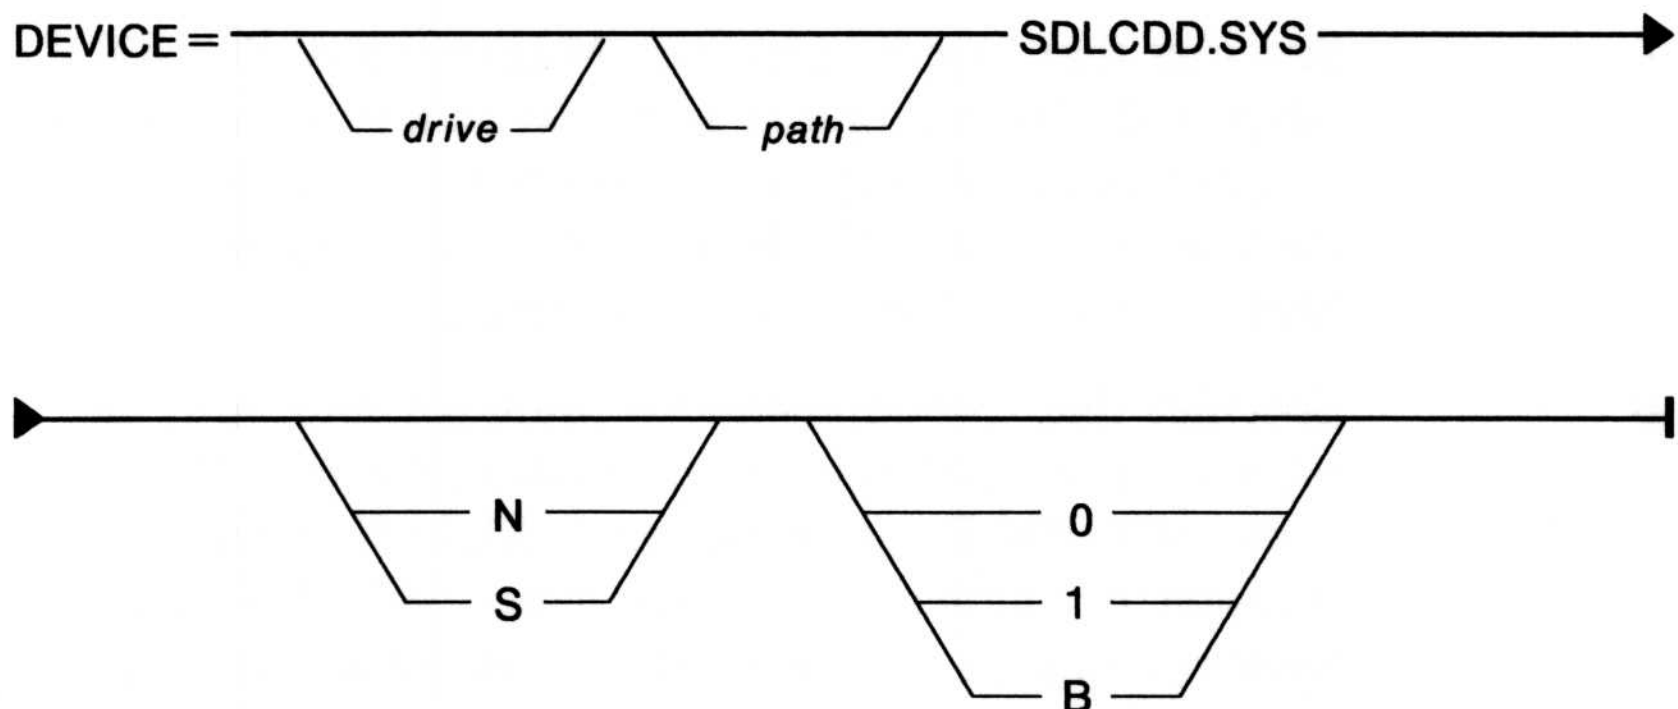 DEVICE= SDLCDD.SYS
drive path
N 0
S 1
B